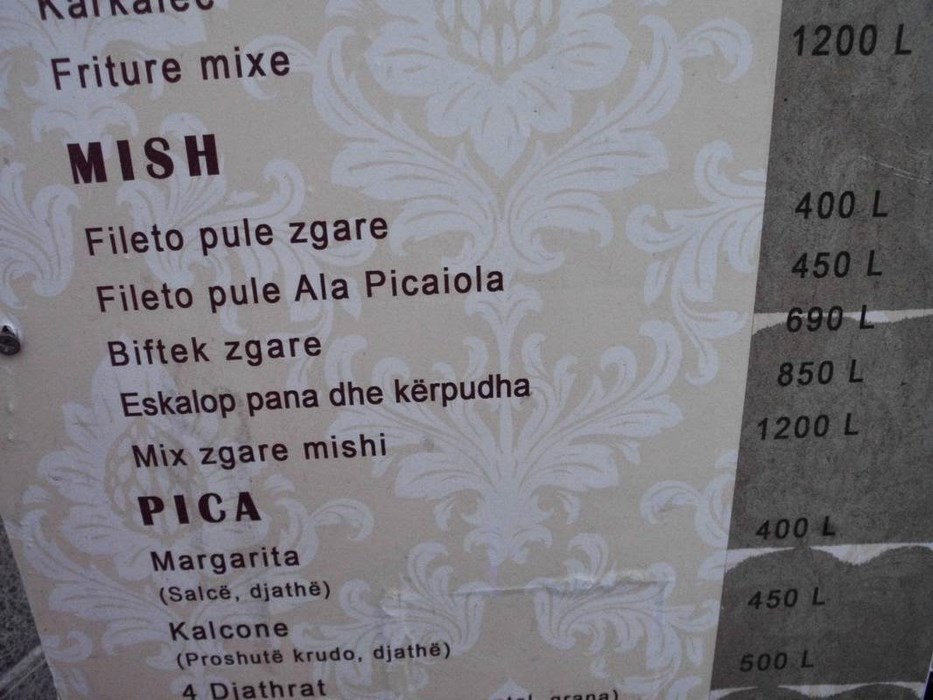 Karkalec
Friture mixe 1200 L
MISH
Fileto pule zgare 400 L
Fileto pule Ala Picaiola 450 L
Biftek zgare 690 L
Eskalop pana dhe kërpudha 850 L
Mix zgare mishi 1200 L
PICA
Margarita 400 L
(Salcë, djathë)
Kalcone 450 L
(Proshutë krudo, djathë)
4 Djathrat 500 L
grana)